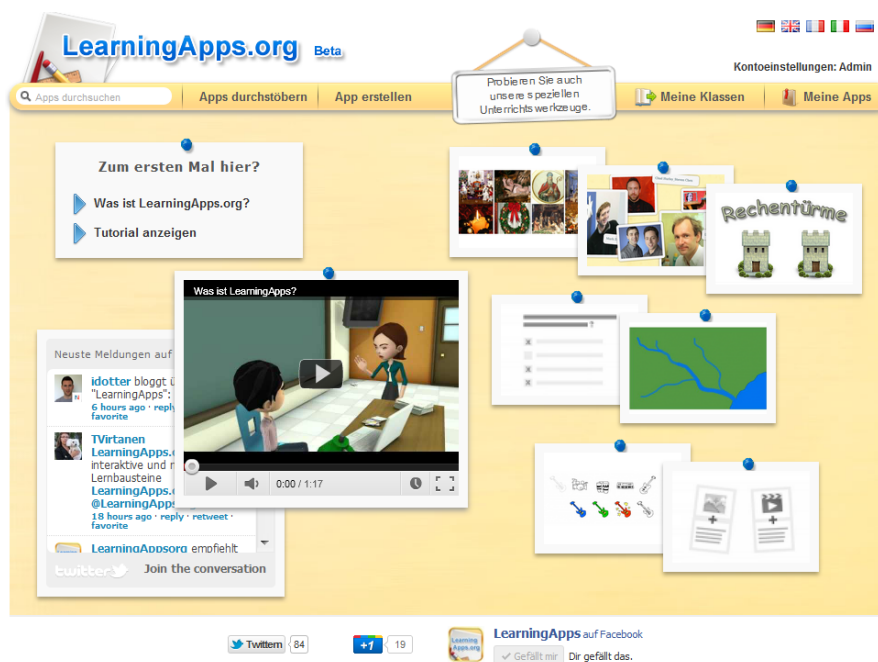 LearningApps.org Beta
Kontoeinstellungen: Admin
Apps durchsuchen
Apps durchstöbern
App erstellen
Probieren Sie auch
unsere speziellen
Unterrichtswerkzeuge.
Meine Klassen
Meine Apps
Zum ersten Mal hier?
Was ist LearningApps.org?
Tutorial anzeigen
Rechentürme
Was ist LearningApps?
0:00 / 1:17
Neuste Meldungen auf
idotter bloggt
"LearningApps":
6 hours ago · reply
favorite
TVirtanen
LearningApps.
interaktive und
Lernbausteine
LearningApps.
@LearningApps
18 hours ago · reply · retweet ·
favorite
LearningAppsorg empfiehlt
twitter
Join the conversation
?
Twittern 84
+1 19
Learning
Apps.org
LearningApps auf Facebook
Gefällt mir Dir gefällt das.